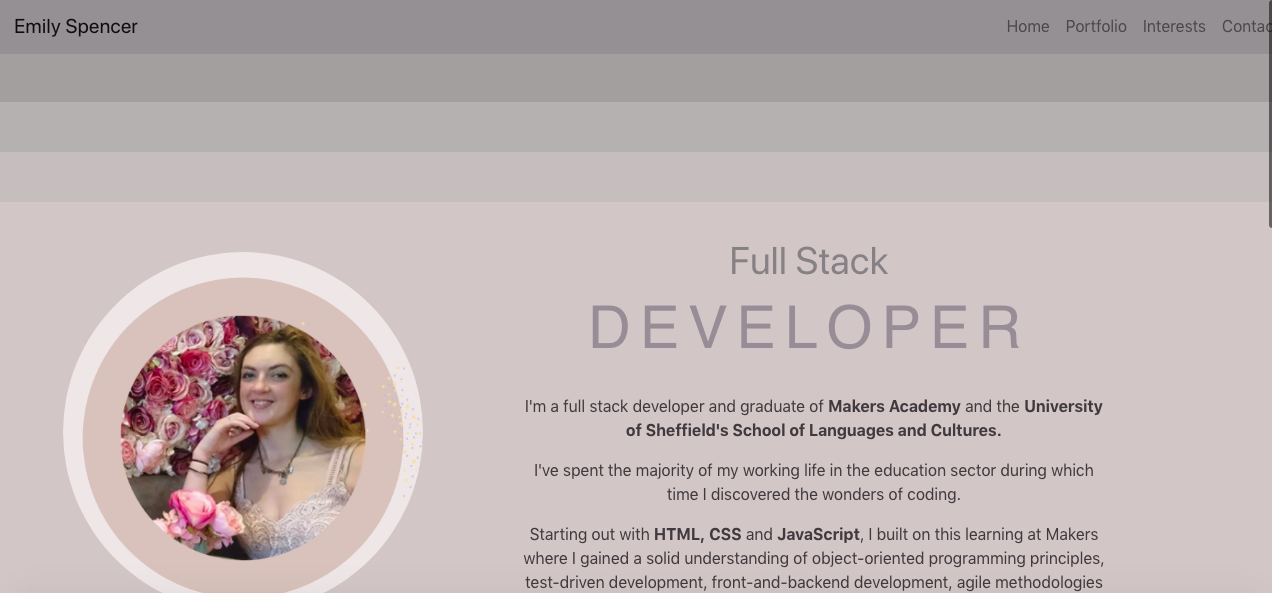 Emily Spencer
Home Portfolio Interests Contac
Full Stack
DEVELOPER
I'm a full stack developer and graduate of Makers Academy and the University
of Sheffield's School of Languages and Cultures.
I've spent the majority of my working life in the education sector during which
time I discovered the wonders of coding.
Starting out with HTML, CSS and JavaScript, I built on this learning at Makers
where I gained a solid understanding of object-oriented programming principles,
test-driven development, front-and-backend development, agile methodologies